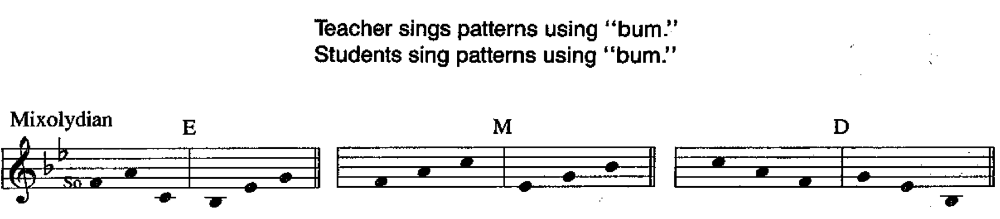 Teacher sings patterns using “bum.”
Students sing patterns using “bum.”
Mixolydian
E
M
D
So